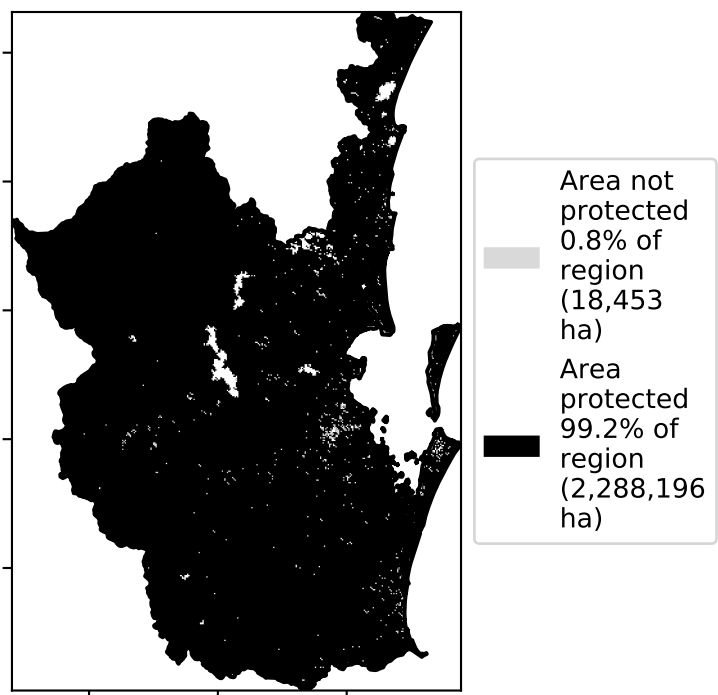 Area not
protected
0.8% of
region
(18,453
ha)
Area
protected
99.2% of
region
(2,288,196
ha)